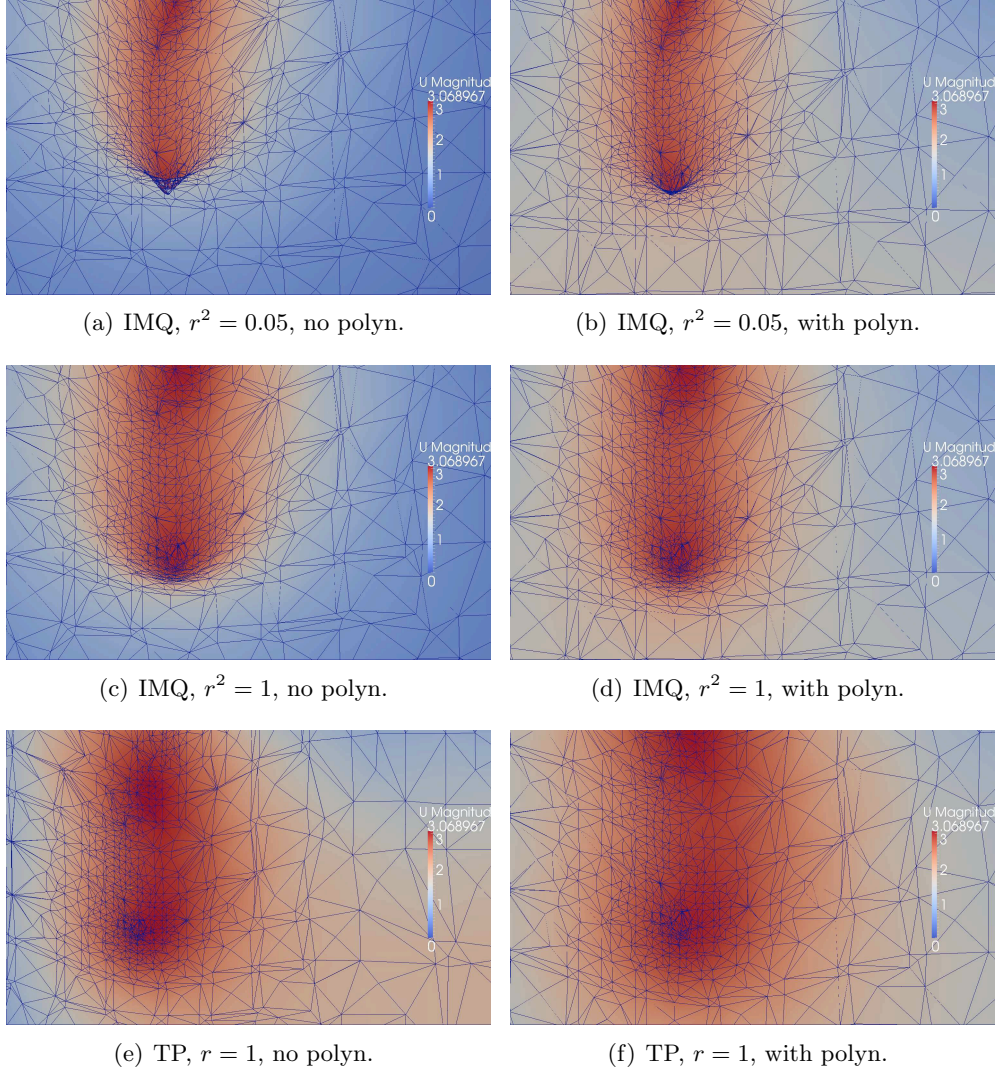 U Magnitud
3.068967
3
2
1
0
U Magnitud
3.068967
3
2
1
0
(a) IMQ, r² = 0.05, no polyn.
(b) IMQ, r² = 0.05, with polyn.
U Magnitud
3.068967
3
2
1
0
U Magnitud
3.068967
3
2
1
0
(c) IMQ, r² = 1, no polyn.
(d) IMQ, r² = 1, with polyn.
U Magnitud
3.068967
3
2
1
0
U Magnitud
3.068967
3
2
1
0
(e) TP, r = 1, no polyn.
(f) TP, r = 1, with polyn.